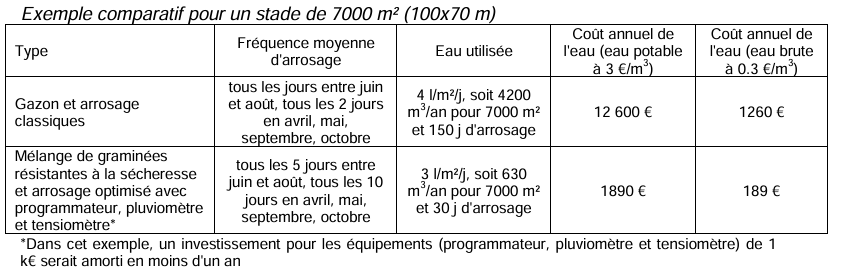 Exemple comparatif pour un stade de 7000 m² (100x70 m)
Type
Fréquence moyenne
d'arrosage
Eau utilisée
Coût annuel de
l'eau (eau potable
à 3 €/m³)
Coût annuel de
l'eau (eau brute
à 0.3 €/m³)
Gazon et arrosage
classiques
tous les jours entre juin
et août, tous les 2 jours
en avril, mai,
septembre, octobre
4 l/m²/j, soit 4200
m³/an pour 7000 m²
et 150 j d'arrosage
12 600 €
1260 €
Mélange de graminées
résistantes à la sécheresse
et arrosage optimisé avec
programmateur, pluviomètre
et tensiomètre*
tous les 5 jours entre
juin et août, tous les 10
jours en avril, mai,
septembre, octobre
3 l/m²/j, soit 630
m³/an pour 7000 m²
et 30 j d'arrosage
1890 €
189 €
*Dans cet exemple, un investissement pour les équipements (programmateur, pluviomètre et tensiomètre) de 1
k€ serait amorti en moins d'un an